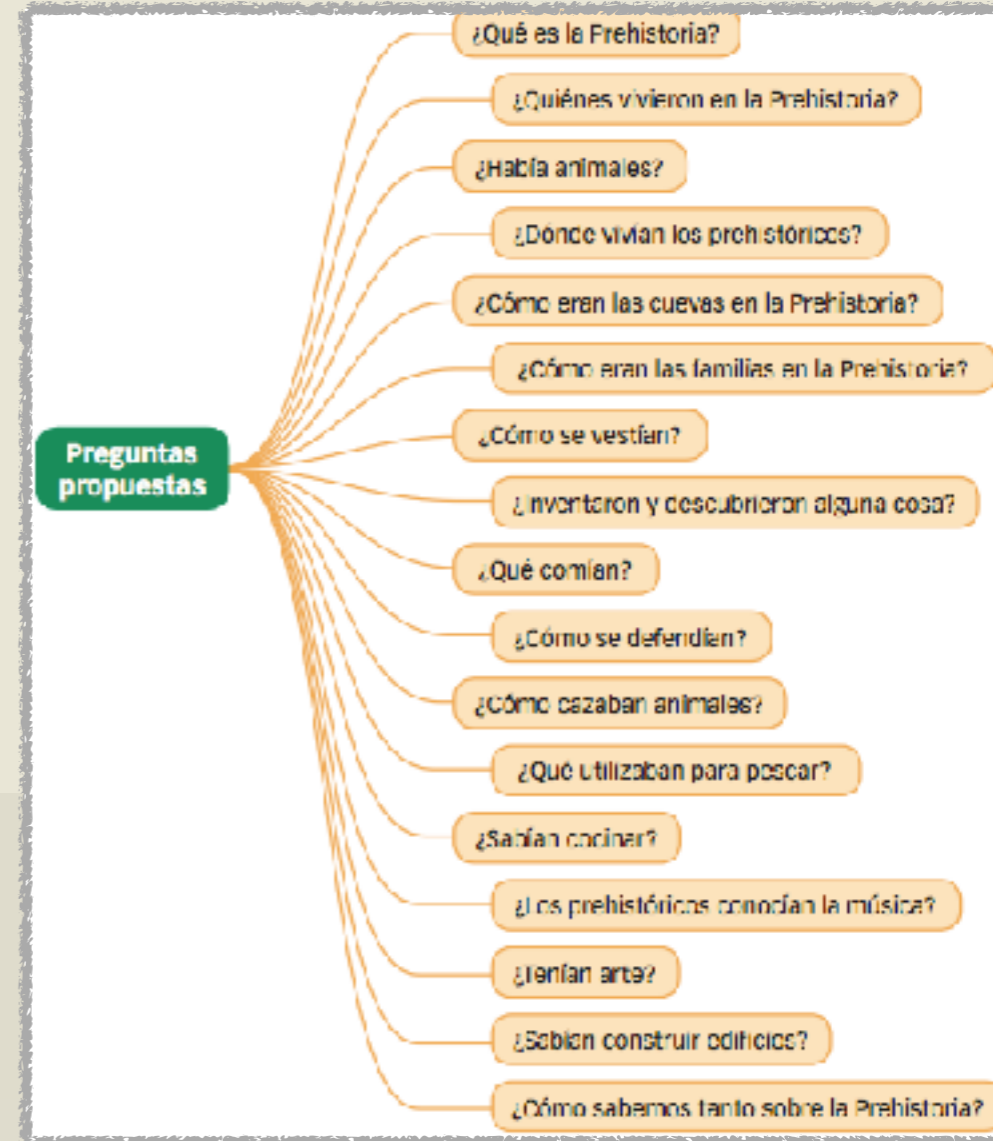 ¿Qué es la Prehistoria?
¿Quiénes vivieron en la Prehistoria?
¿Había animales?
¿Dónde vivían los prehistóricos?
¿Cómo eran las cuevas en la Prehistoria?
¿Cómo eran las familias en la Prehistoria?
¿Cómo se vestían?
Preguntas
propuestas
¿Inventaron y descubrieron alguna cosa?
¿Qué comían?
¿Cómo se defendían?
¿Cómo cazaban animales?
¿Qué utilizaban para pescar?
¿Sabían cocinar?
¿Los prehistóricos conocían la música?
¿Tenían arte?
¿Sabían construir edificios?
¿Cómo sabemos tanto sobre la Prehistoria?